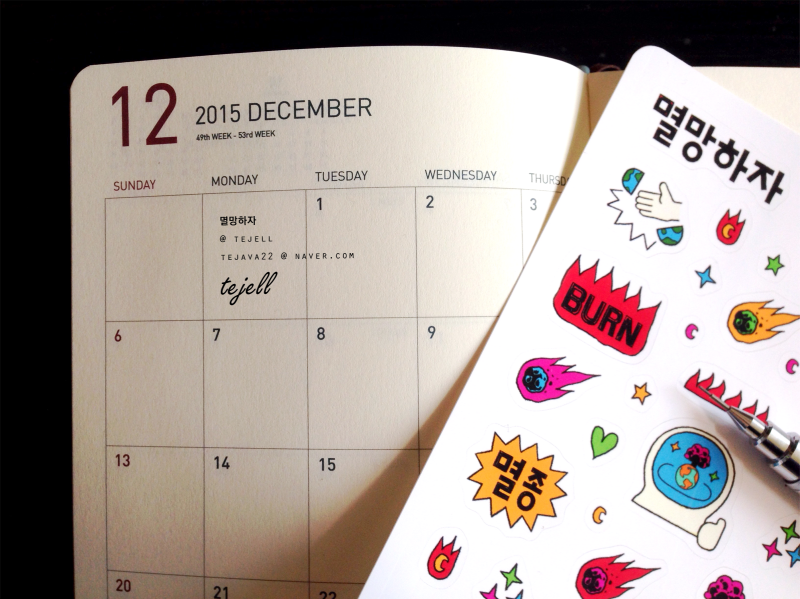 12
2015 DECEMBER
49th WEEK - 53rd WEEK
SUNDAY MONDAY TUESDAY WEDNESDAY THURSD
1 2 3
멸망하자
@ TEJELL
TEJAVA22 @ NAVER.COM
tejell
6 7 8 9
13 14 15
20 21 22
멸망하자
BURN
멸종